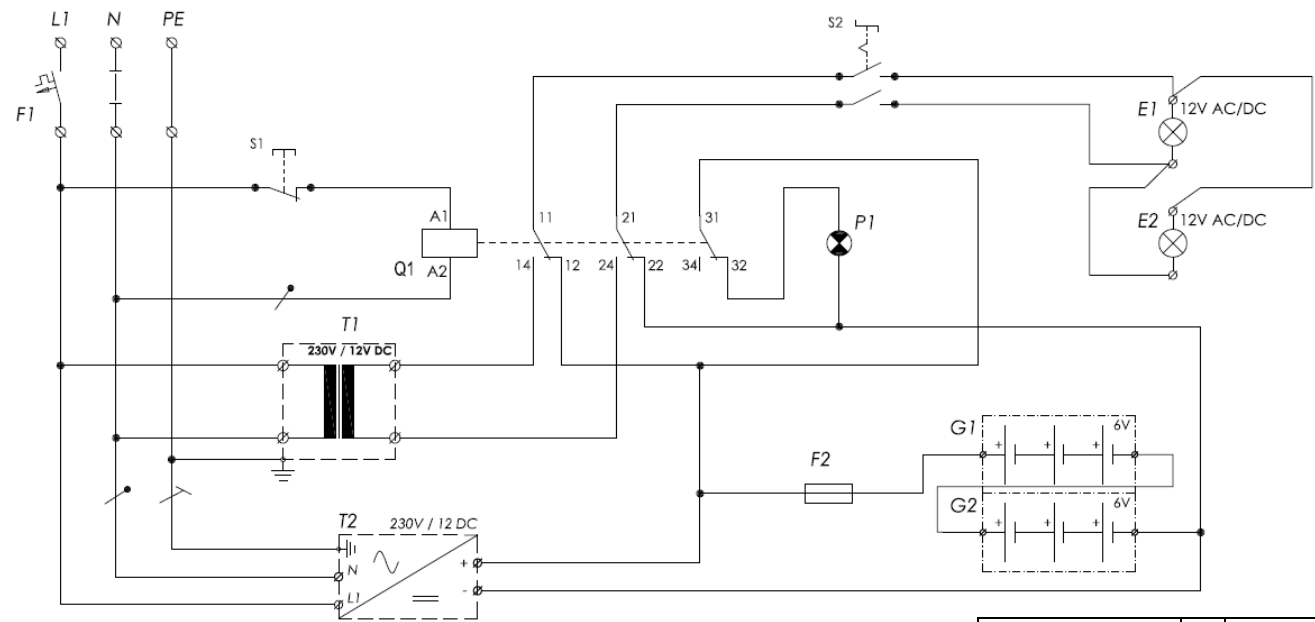 L1 N PE
S2
F1
E1 12V AC/DC
S1
A1 11 21 31 P1
E2 12V AC/DC
Q1 A2 14 12 24 22 34 32
T1
230V / 12V DC
G1 + + + 6V
F2
G2 + + + 6V
T2 230V / 12 DC
N +
L1 -